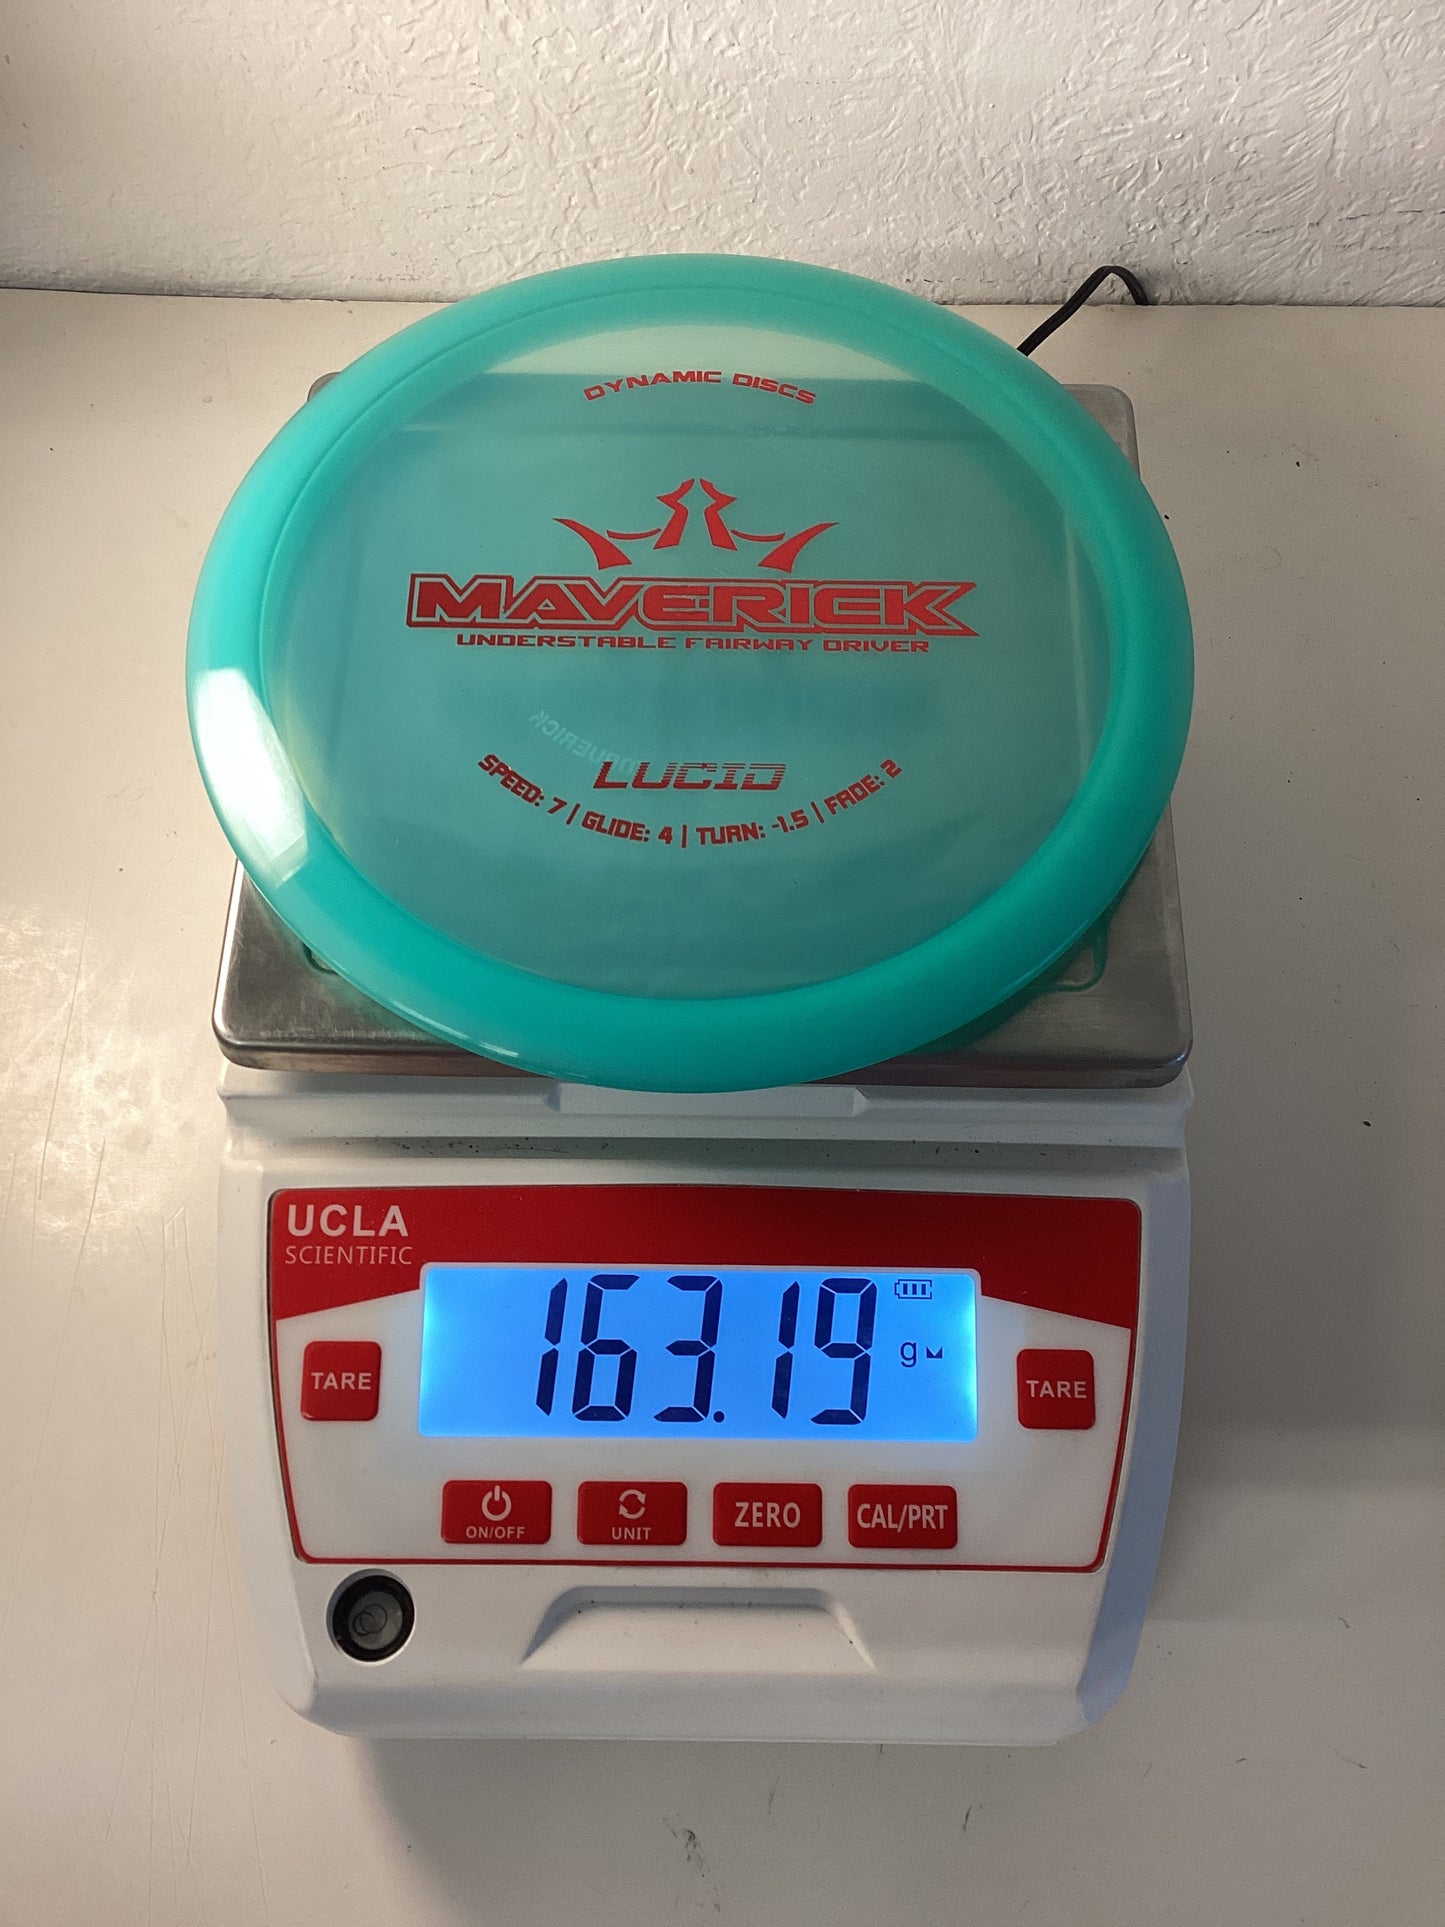 DYNAMIC DISCS
MAVERICK
UNDERSTABLE FAIRWAY DRIVER
MAVERICK
LUCID
SPEED: 7 | GLIDE: 4 | TURN: -1.5 | FADE: 2
UCLA
SCIENTIFIC
163.19 g
TARE
TARE
ON/OFF
UNIT
ZERO
CAL/PRT